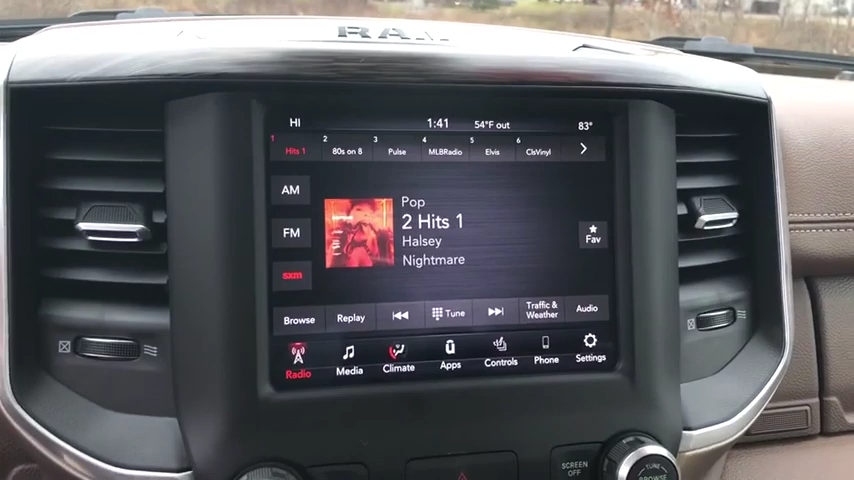 RAM
HI 1:41 54°F out 83°
1 Hits 1 2 80s on 8 3 Pulse 4 MLBRadio 5 Elvis 6 ClsVinyl
AM
FM
sxm
Pop
2 Hits 1
Halsey
Nightmare
Fav
Browse Replay Tune Traffic & Weather Audio
Radio Media Climate Apps Controls Phone Settings
SCREEN OFF
TUNE
BROWSE